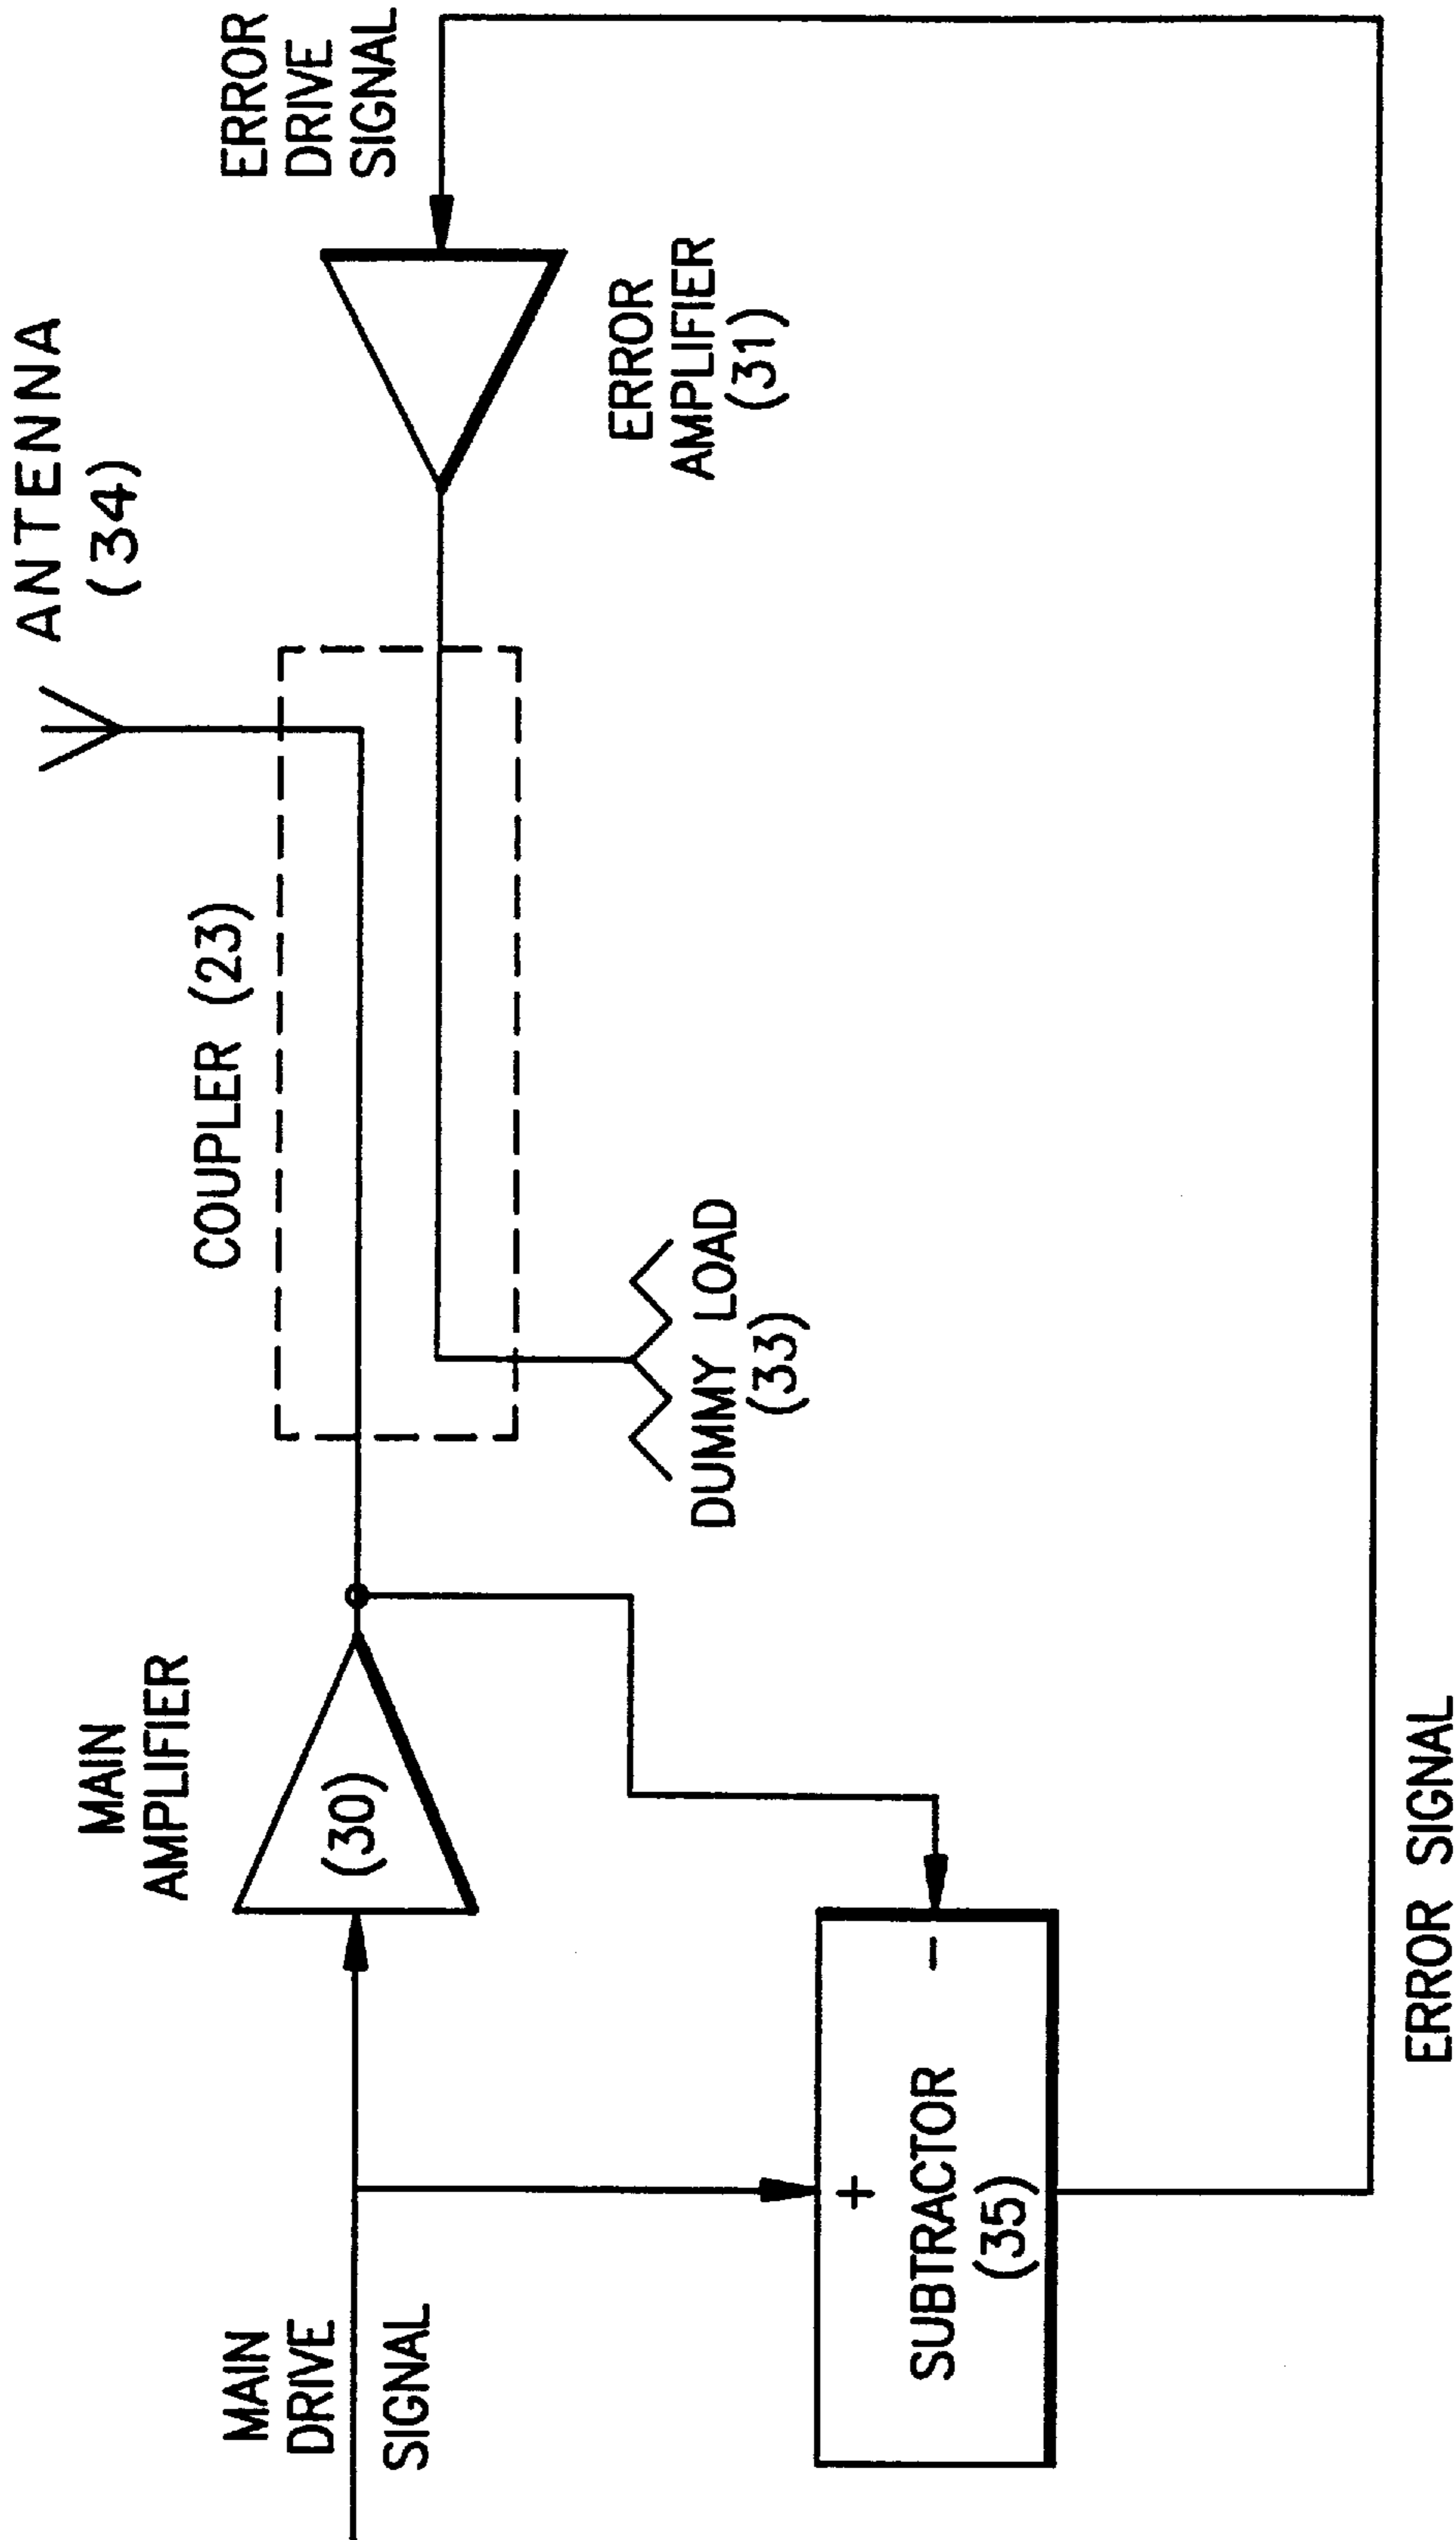 MAIN
DRIVE
SIGNAL
MAIN
AMPLIFIER
(30)
+
-
SUBTRACTOR
(35)
COUPLER (23)
DUMMY LOAD
(33)
ANTENNA
(34)
ERROR
DRIVE
SIGNAL
ERROR
AMPLIFIER
(31)
ERROR SIGNAL